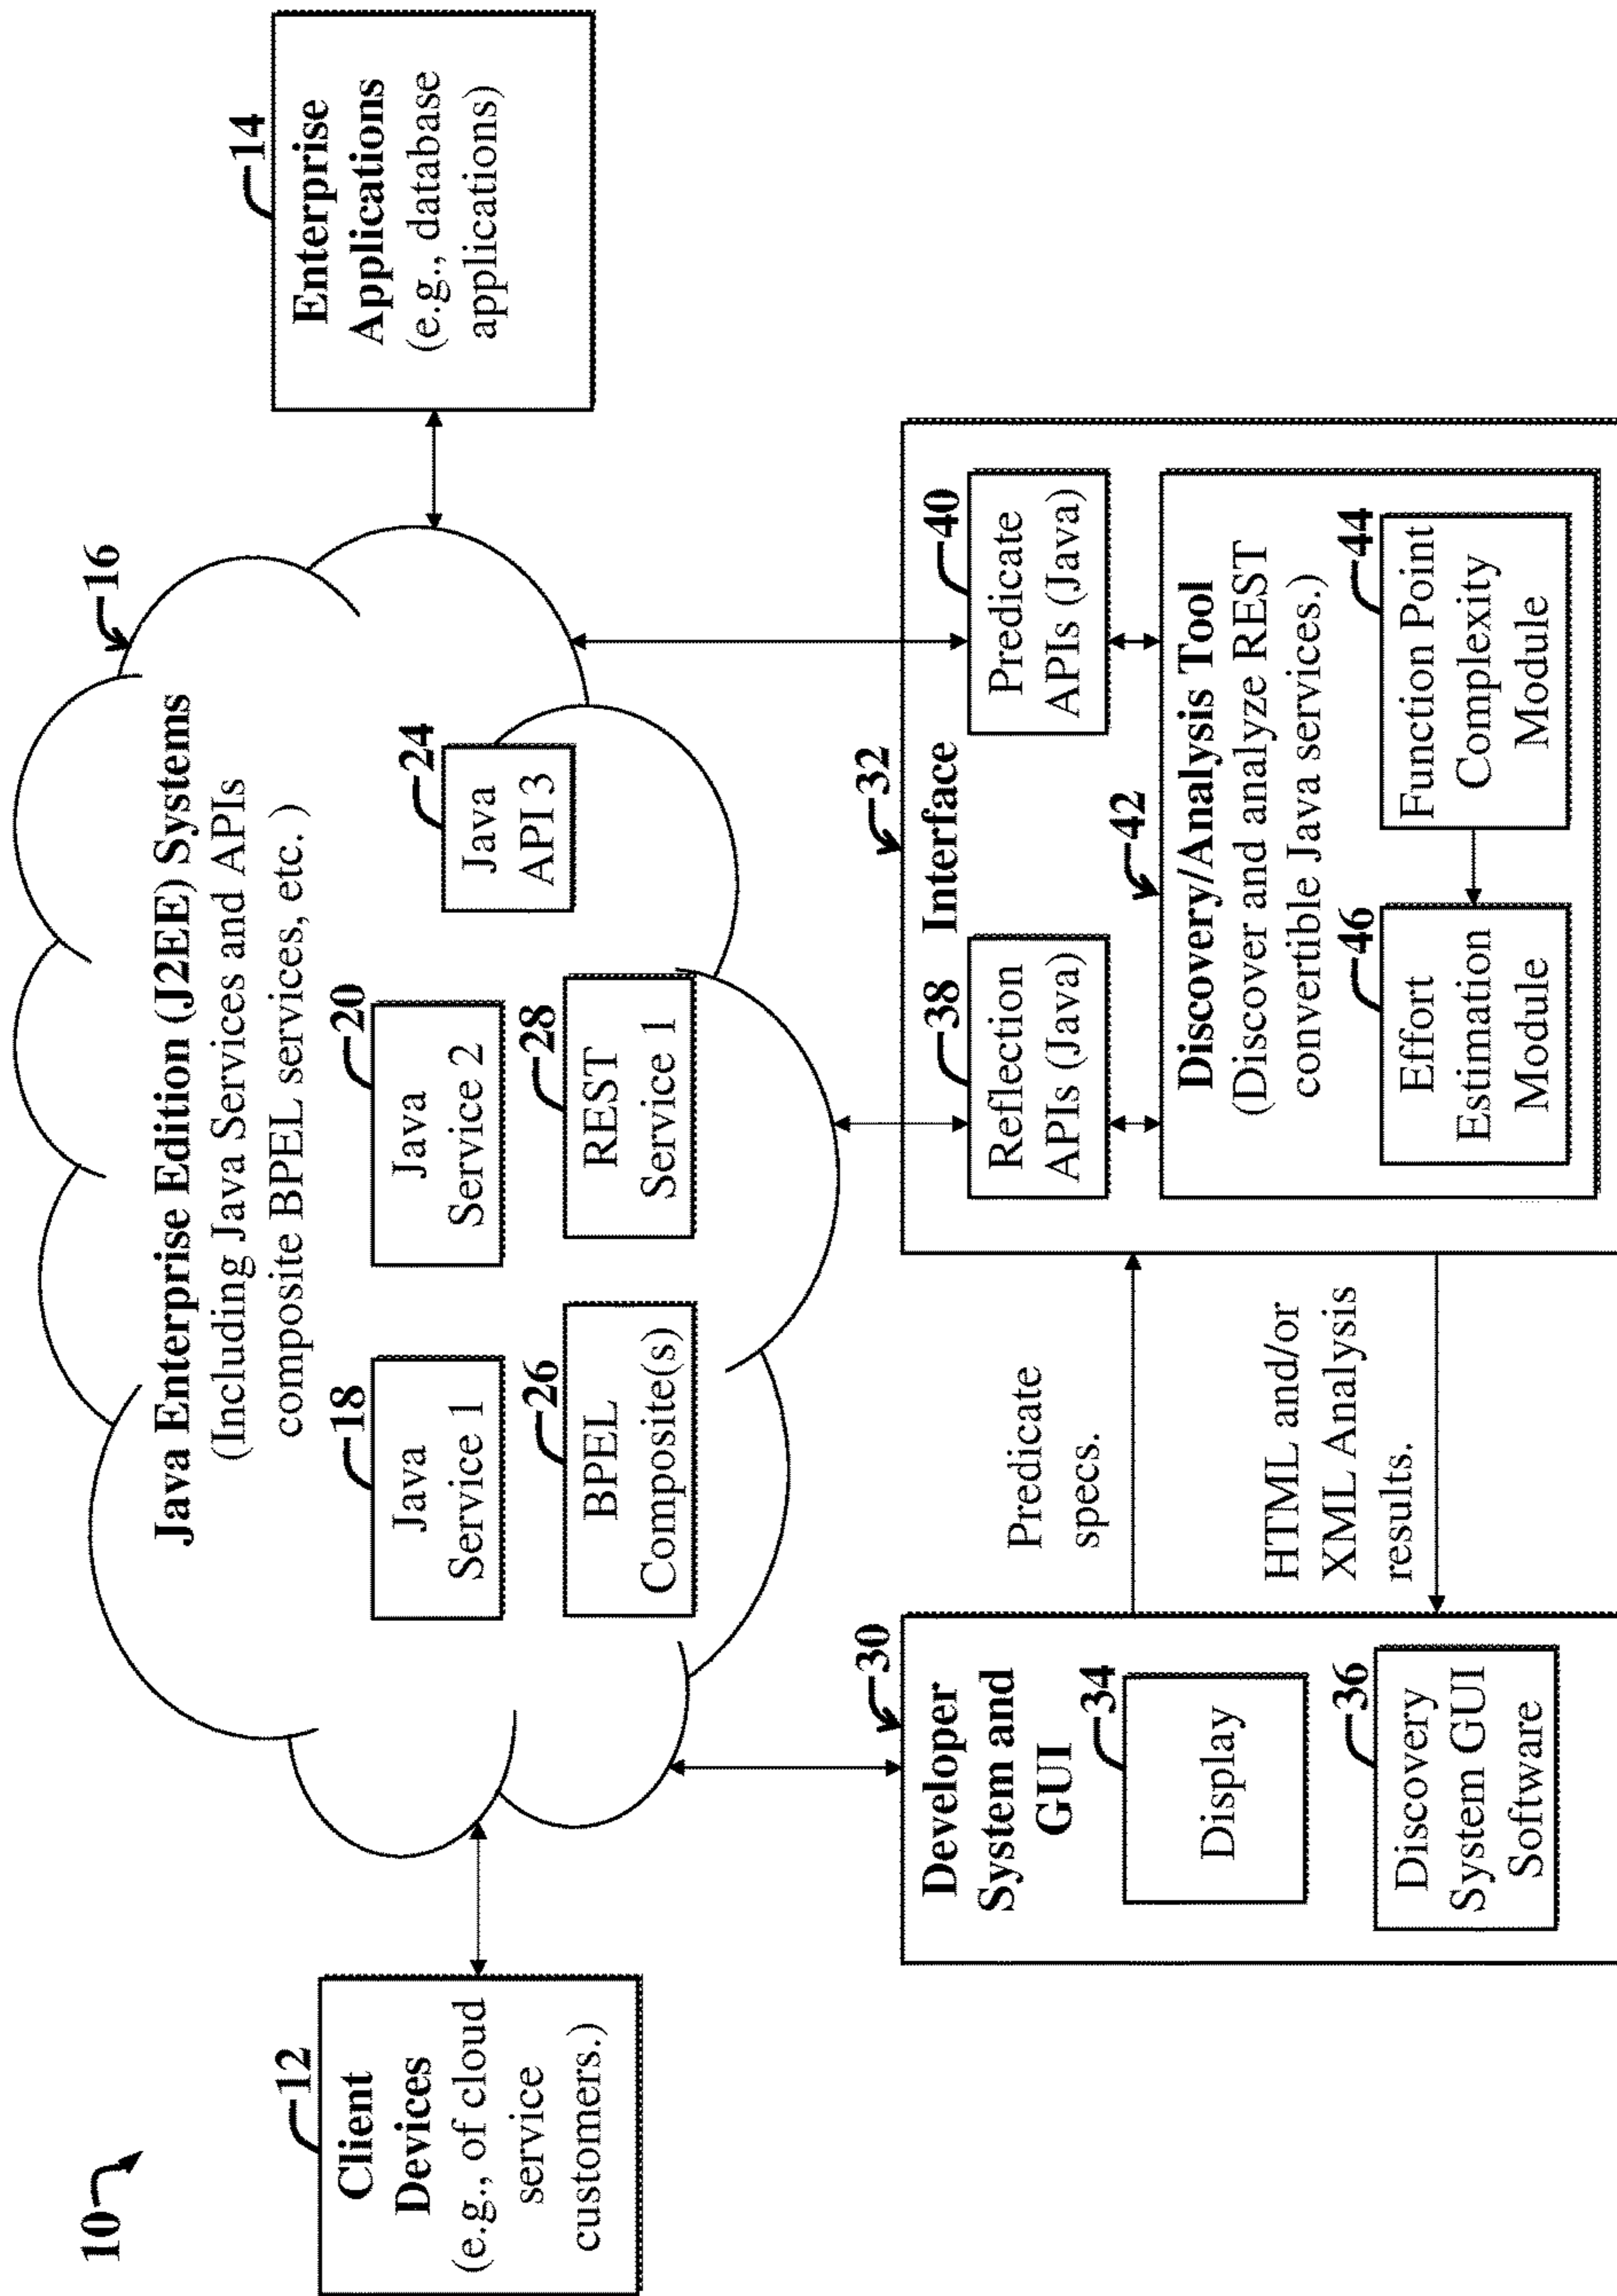 10
12
Client
Devices
(e.g., of cloud
service
customers.)
16
Java Enterprise Edition (J2EE) Systems
(Including Java Services and APIs
composite BPEL services, etc. )
18
Java
Service 1
20
Java
Service 2
24
Java
API 3
26
BPEL
Composite(s)
28
REST
Service 1
14
Enterprise
Applications
(e.g., database
applications)
30
Developer
System and
GUI
34
Display
36
Discovery
System GUI
Software
Predicate
specs.
HTML and/or
XML Analysis
results.
32
Interface
38
Reflection
APIs (Java)
40
Predicate
APIs (Java)
42
Discovery/Analysis Tool
(Discover and analyze REST
convertible Java services.)
46
Effort
Estimation
Module
44
Function Point
Complexity
Module